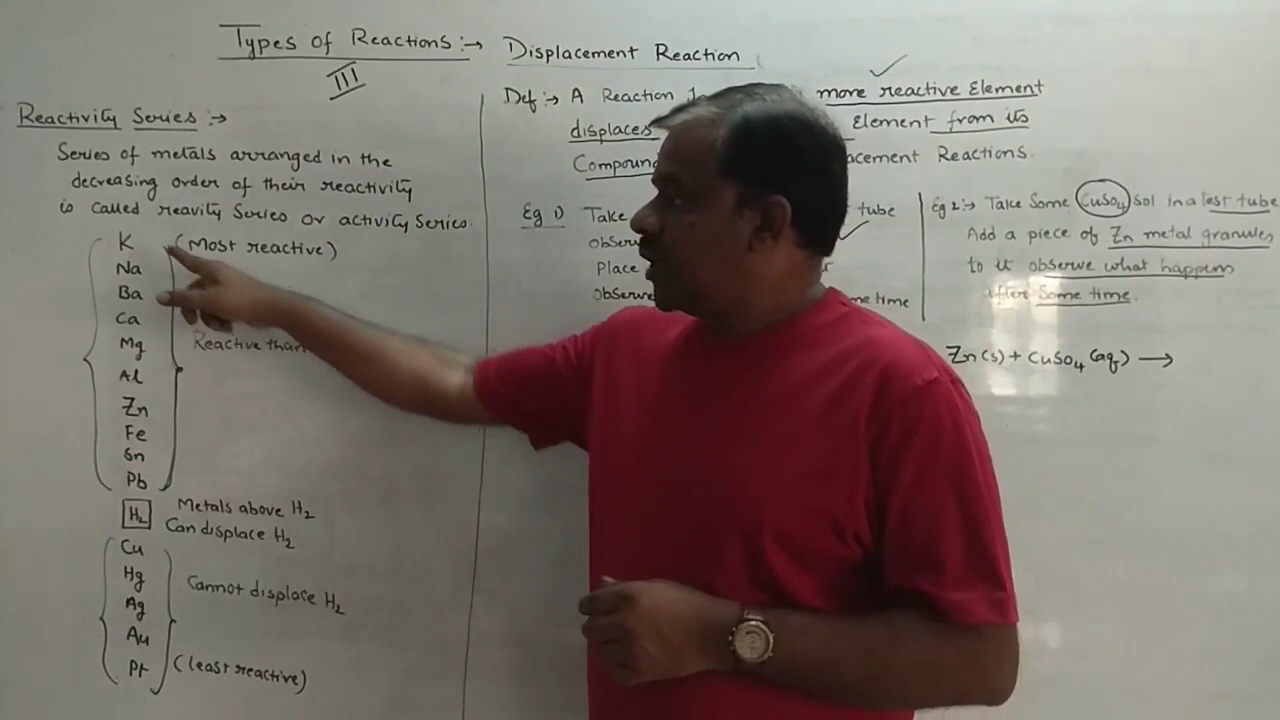 Types of Reactions :→ Displacement Reaction
III
Reactivity Series :→
Series of metals arranged in the
decreasing order of their reactivity
is called reavity Series or activity Series.
K (Most reactive)
Na
Ba
Ca
Mg Reactive than
Al
Zn
Fe
Sn
Pb
H₂ Metals above H₂
Can displace H₂
Cu
Hg Cannot displace H₂
Ag
Au
Pt (least reactive)
Def :→ A Reaction more reactive Element
displaces Element from its
Compoun acement Reactions.
Eg 1) Take tube
obser
Place
observe me time
Eg 2:→ Take Some CuSO₄ sol in a test tube
Add a piece of Zn metal granules
to it observe what happens
after some time.
Zn(s) + CuSO₄(aq) →